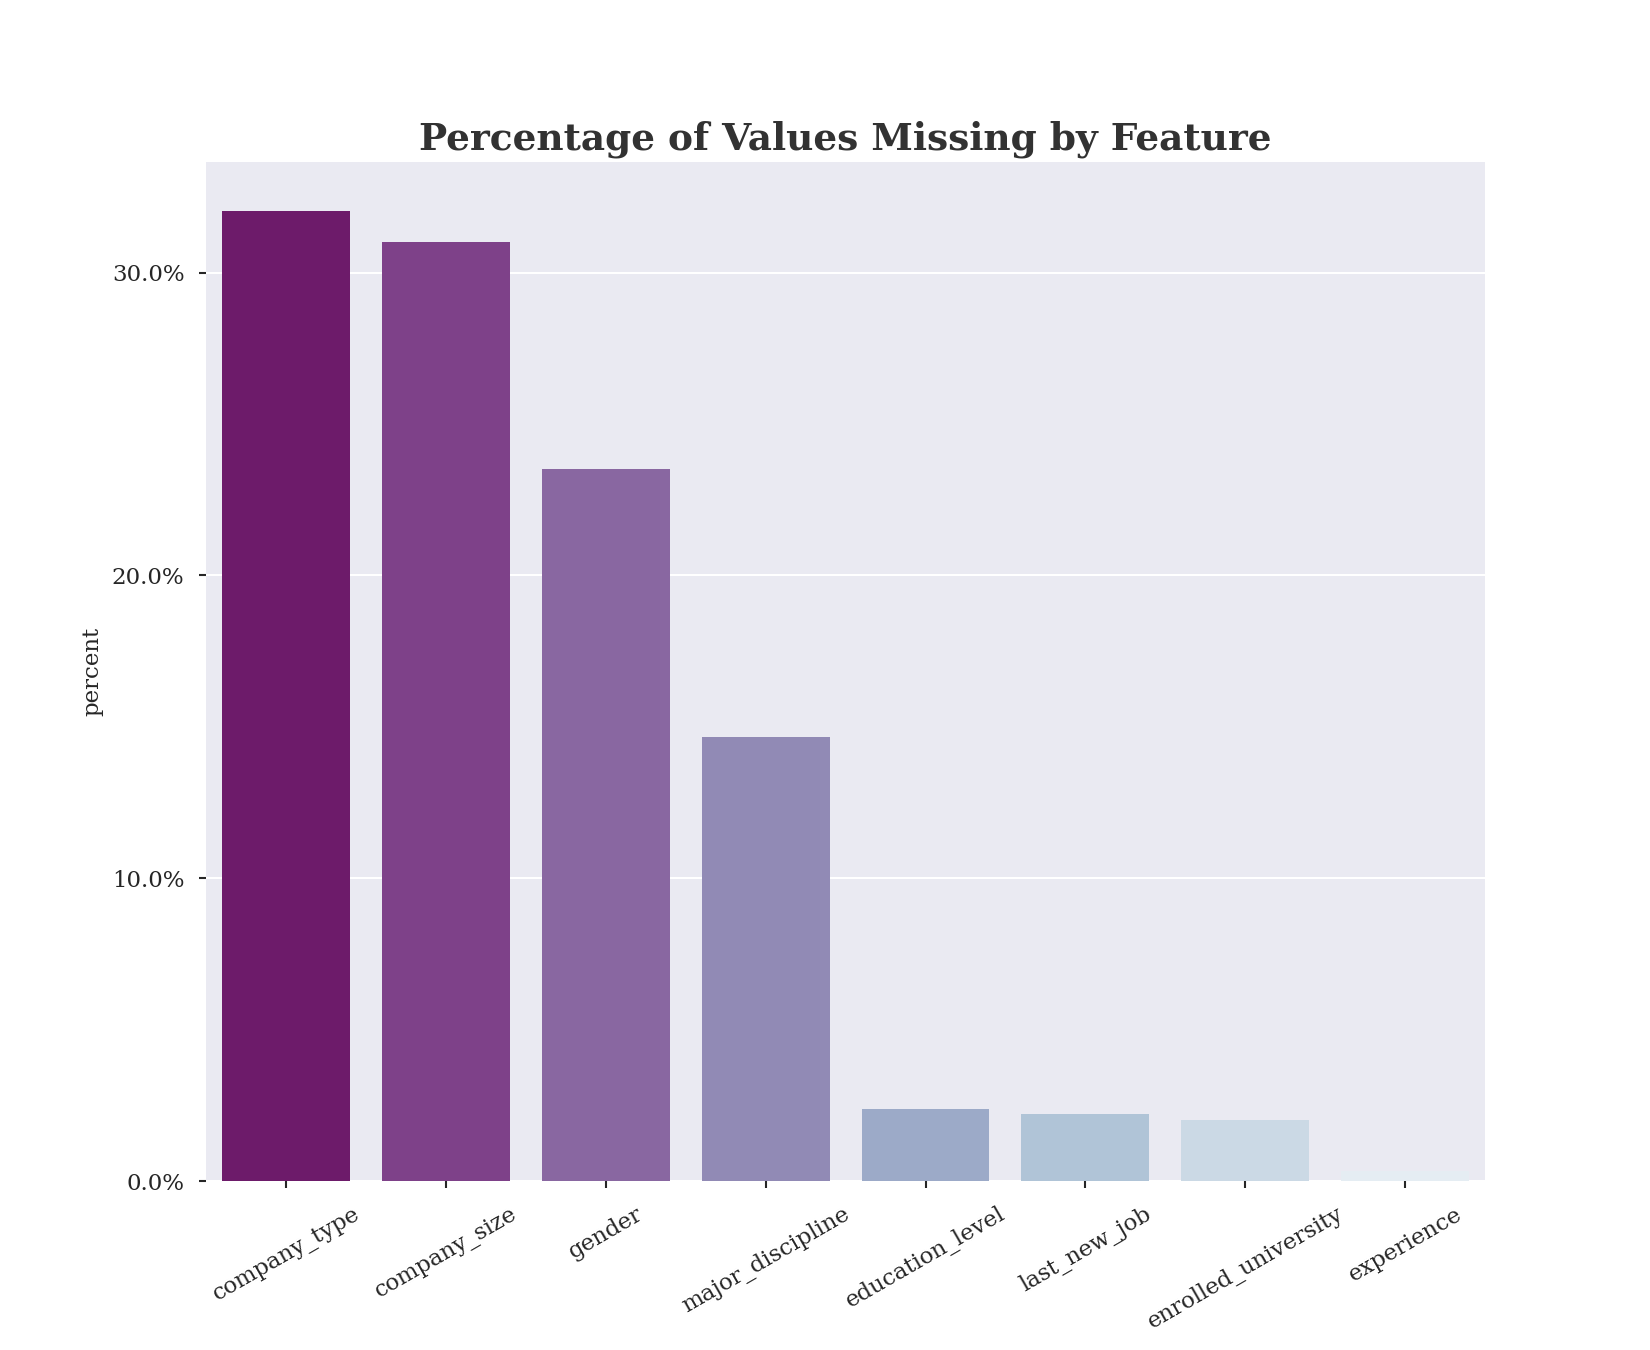 Percentage of Values Missing by Feature
30.0%
20.0%
10.0%
0.0%
percent
company_type
company_size
gender
major_discipline
education_level
last_new_job
enrolled_university
experience